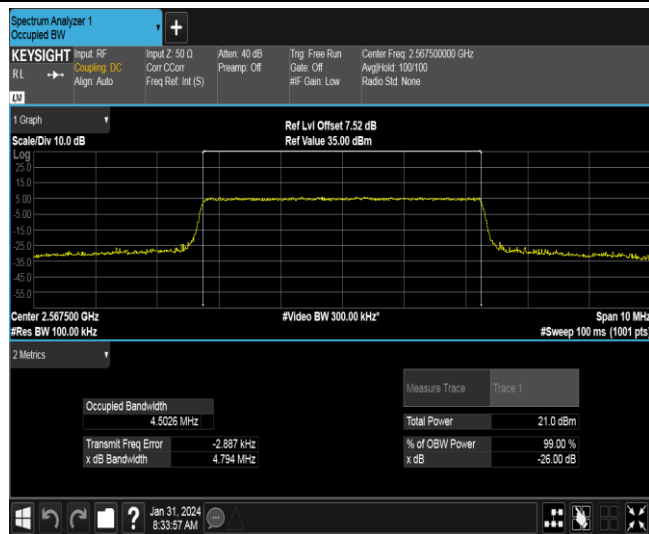 Spectrum Analyzer 1
Occupied BW
+
KEYSIGHT
RL
LXI
Input: RF
Coupling: DC
Align: Auto
Input Z: 50 Ω
Corr CCorr
Freq Ref: Int (S)
Atten: 40 dB
Preamp: Off
Trig: Free Run
Gate: Off
#IF Gain: Low
Center Freq: 2.567500000 GHz
Avg|Hold: 100/100
Radio Std: None
1 Graph
Scale/Div 10.0 dB
Ref Lvl Offset 7.52 dB
Ref Value 35.00 dBm
Log
25.0
15.0
5.00
-5.00
-15.0
-25.0
-35.0
-45.0
-55.0
Center 2.567500 GHz
#Video BW 300.00 kHz*
Span 10 MHz
#Res BW 100.00 kHz
#Sweep 100 ms (1001 pts)
2 Metrics
Measure Trace
Trace 1
Occupied Bandwidth
4.5026 MHz
Total Power
21.0 dBm
Transmit Freq Error
-2.887 kHz
% of OBW Power
99.00 %
x dB Bandwidth
4.794 MHz
x dB
-26.00 dB
?
Jan 31, 2024
8:33:57 AM